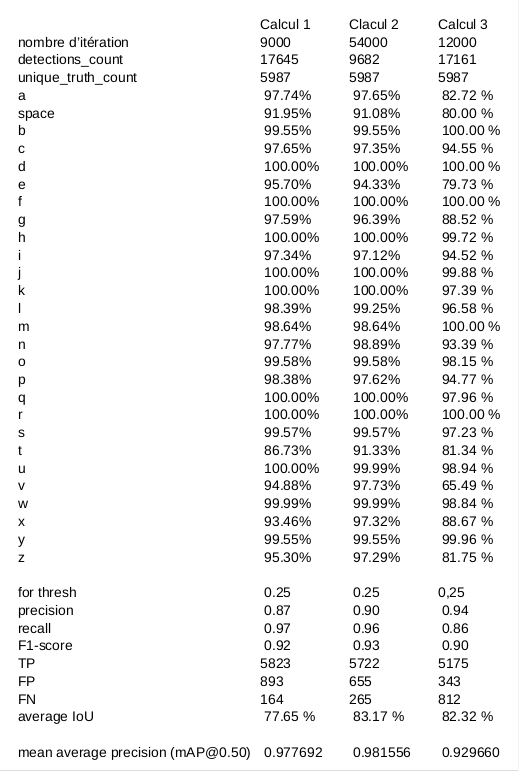 Calcul 1 Clacul 2 Calcul 3
nombre d'itération 9000 54000 12000
detections_count 17645 9682 17161
unique_truth_count 5987 5987 5987
a 97.74% 97.65% 82.72 %
space 91.95% 91.08% 80.00 %
b 99.55% 99.55% 100.00 %
c 97.65% 97.35% 94.55 %
d 100.00% 100.00% 100.00 %
e 95.70% 94.33% 79.73 %
f 100.00% 100.00% 100.00 %
g 97.59% 96.39% 88.52 %
h 100.00% 100.00% 99.72 %
i 97.34% 97.12% 94.52 %
j 100.00% 100.00% 99.88 %
k 100.00% 100.00% 97.39 %
l 98.39% 99.25% 96.58 %
m 98.64% 98.64% 100.00 %
n 97.77% 98.89% 93.39 %
o 99.58% 99.58% 98.15 %
p 98.38% 97.62% 94.77 %
q 100.00% 100.00% 97.96 %
r 100.00% 100.00% 100.00 %
s 99.57% 99.57% 97.23 %
t 86.73% 91.33% 81.34 %
u 100.00% 99.99% 98.94 %
v 94.88% 97.73% 65.49 %
w 99.99% 99.99% 98.84 %
x 93.46% 97.32% 88.67 %
y 99.55% 99.55% 99.96 %
z 95.30% 97.29% 81.75 %
for thresh 0.25 0.25 0,25
precision 0.87 0.90 0.94
recall 0.97 0.96 0.86
F1-score 0.92 0.93 0.90
TP 5823 5722 5175
FP 893 655 343
FN 164 265 812
average IoU 77.65 % 83.17 % 82.32 %
mean average precision (mAP@0.50) 0.977692 0.981556 0.929660